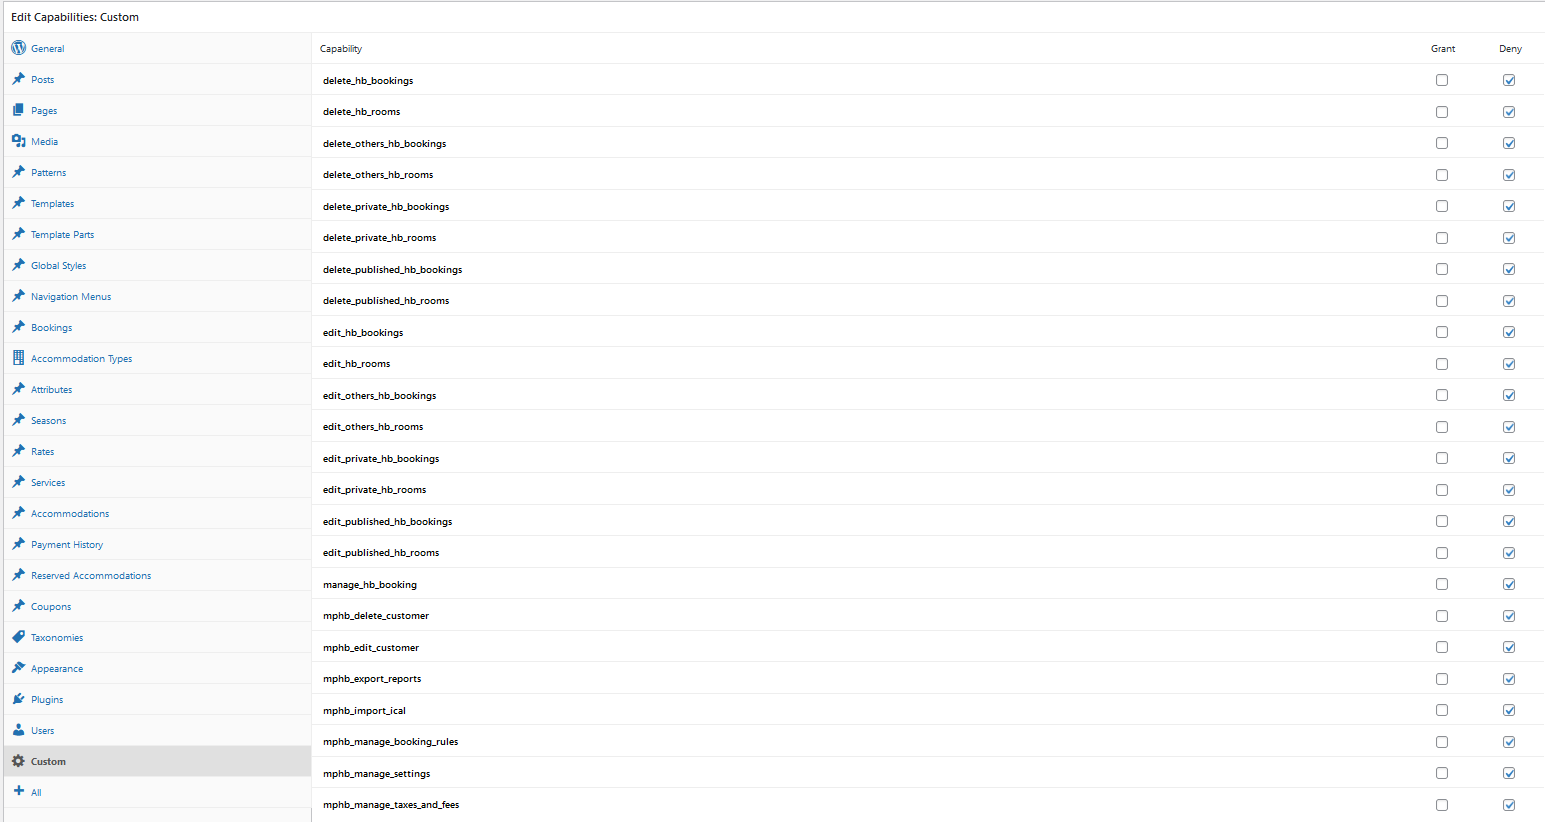 Edit Capabilities: Custom
General
Posts
Pages
Media
Patterns
Templates
Template Parts
Global Styles
Navigation Menus
Bookings
Accommodation Types
Attributes
Seasons
Rates
Services
Accommodations
Payment History
Reserved Accommodations
Coupons
Taxonomies
Appearance
Plugins
Users
Custom
All
Capability Grant Deny
delete_hb_bookings
delete_hb_rooms
delete_others_hb_bookings
delete_others_hb_rooms
delete_private_hb_bookings
delete_private_hb_rooms
delete_published_hb_bookings
delete_published_hb_rooms
edit_hb_bookings
edit_hb_rooms
edit_others_hb_bookings
edit_others_hb_rooms
edit_private_hb_bookings
edit_private_hb_rooms
edit_published_hb_bookings
edit_published_hb_rooms
manage_hb_booking
mphb_delete_customer
mphb_edit_customer
mphb_export_reports
mphb_import_ical
mphb_manage_booking_rules
mphb_manage_settings
mphb_manage_taxes_and_fees